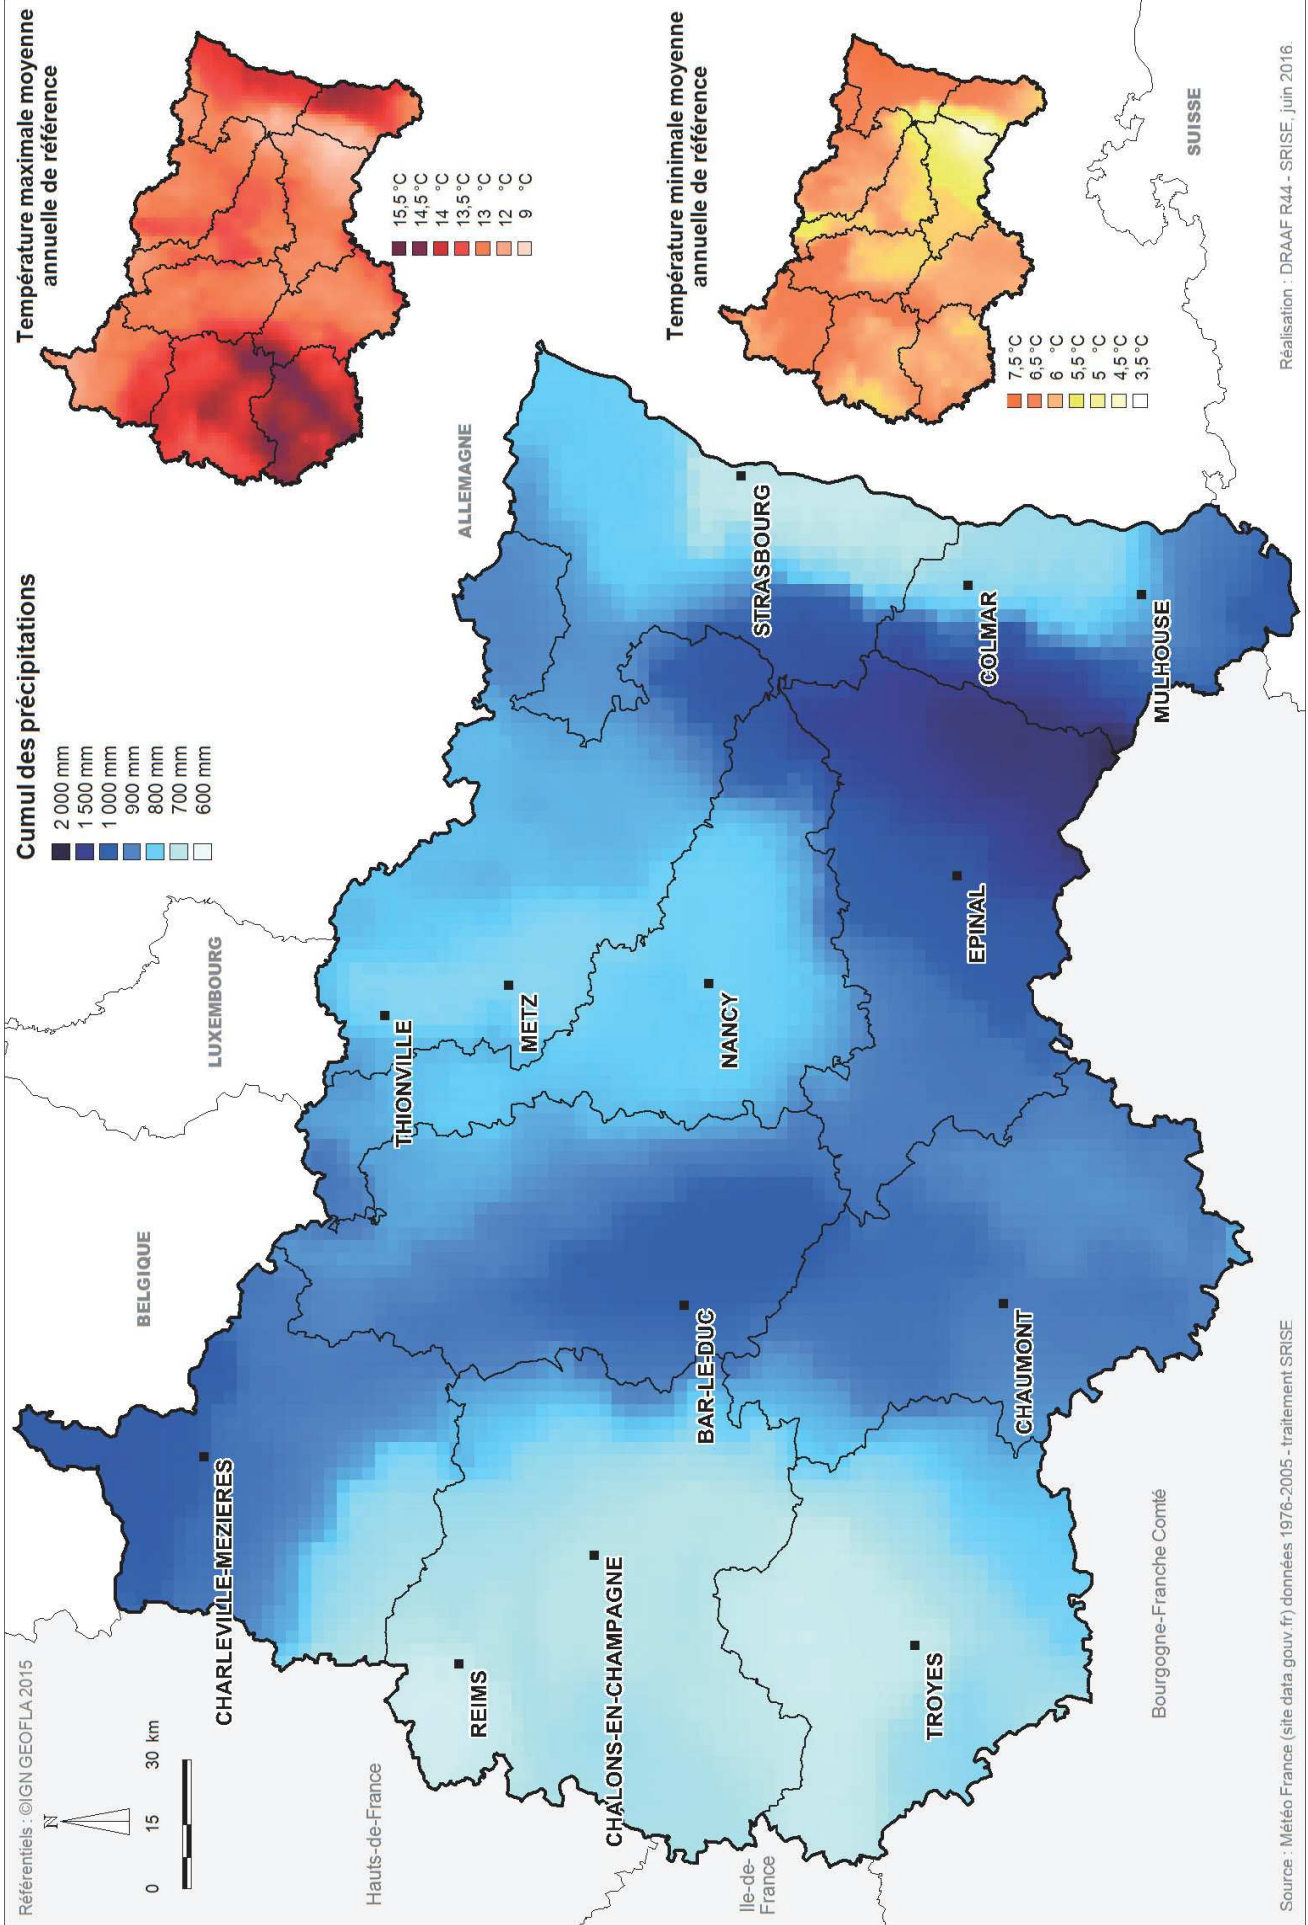 Référentiels : ©IGN GEOFLA 2015
N
0 15 30 km
Cumul des précipitations
2 000 mm
1 500 mm
1 000 mm
900 mm
800 mm
700 mm
600 mm
Température maximale moyenne
annuelle de référence
15,5 °C
14,5 °C
14 °C
13,5 °C
13 °C
12 °C
9 °C
Température minimale moyenne
annuelle de référence
7,5 °C
6,5 °C
6 °C
5,5 °C
5 °C
4,5 °C
3,5 °C
BELGIQUE
LUXEMBOURG
ALLEMAGNE
SUISSE
Hauts-de-France
Ile-de-
France
Bourgogne-Franche Comté
CHARLEVILLE-MEZIERES
THIONVILLE
REIMS
METZ
CHALONS-EN-CHAMPAGNE
BAR-LE-DUC
NANCY
STRASBOURG
TROYES
CHAUMONT
EPINAL
COLMAR
MULHOUSE
Source : Météo France (site data gouv.fr) données 1976-2005 - traitement SRISE
Réalisation : DRAAF R44 - SRISE, juin 2016.